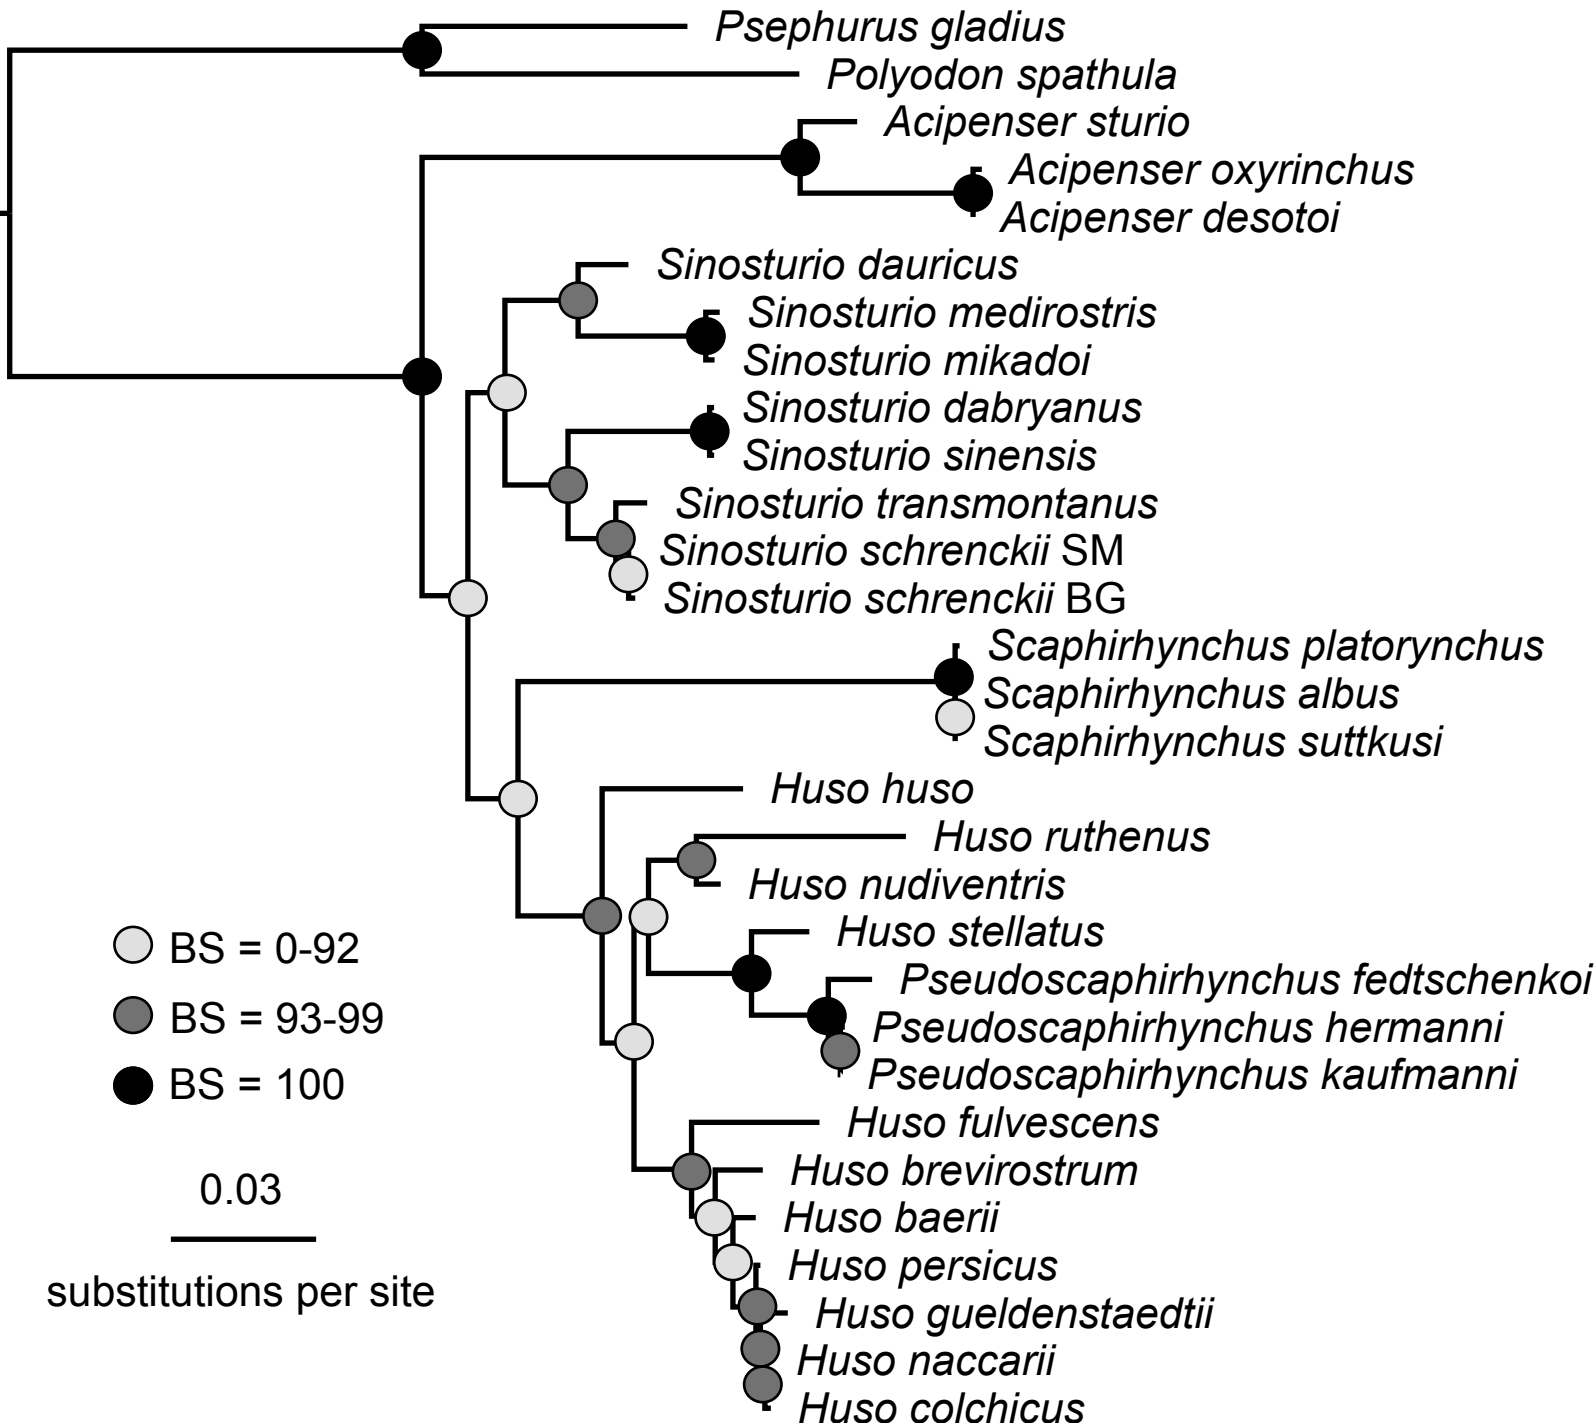 Psephurus gladius
Polyodon spathula
Acipenser sturio
Acipenser oxyrinchus
Acipenser desotoi
Sinosturio dauricus
Sinosturio medirostris
Sinosturio mikadoi
Sinosturio dabryanus
Sinosturio sinensis
Sinosturio transmontanus
Sinosturio schrenckii SM
Sinosturio schrenckii BG
Scaphirhynchus platorynchus
Scaphirhynchus albus
Scaphirhynchus suttkusi
Huso huso
Huso ruthenus
Huso nudiventris
Huso stellatus
Pseudoscaphirhynchus fedtschenkoi
Pseudoscaphirhynchus hermanni
Pseudoscaphirhynchus kaufmanni
Huso fulvescens
Huso brevirostrum
Huso baerii
Huso persicus
Huso gueldenstaedtii
Huso naccarii
Huso colchicus
BS = 0-92
BS = 93-99
BS = 100
0.03
substitutions per site